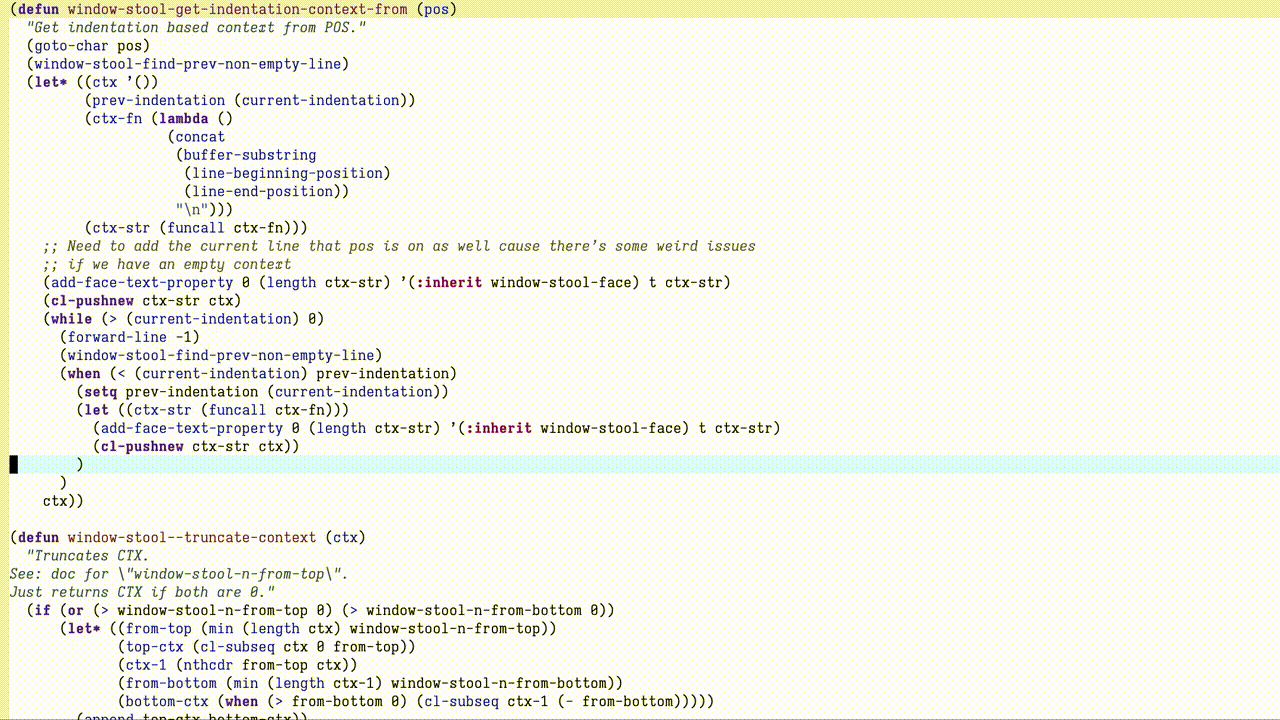 (defun window-stool-get-indentation-context-from (pos)
  "Get indentation based context from POS."
  (goto-char pos)
  (window-stool-find-prev-non-empty-line)
  (let* ((ctx '())
         (prev-indentation (current-indentation))
         (ctx-fn (lambda ()
                   (concat
                    (buffer-substring
                     (line-beginning-position)
                     (line-end-position))
                    "\n")))
         (ctx-str (funcall ctx-fn)))
    ;; Need to add the current line that pos is on as well cause there's some weird issues
    ;; if we have an empty context
    (add-face-text-property 0 (length ctx-str) '(:inherit window-stool-face) t ctx-str)
    (cl-pushnew ctx-str ctx)
    (while (> (current-indentation) 0)
      (forward-line -1)
      (window-stool-find-prev-non-empty-line)
      (when (< (current-indentation) prev-indentation)
        (setq prev-indentation (current-indentation))
        (let ((ctx-str (funcall ctx-fn)))
          (add-face-text-property 0 (length ctx-str) '(:inherit window-stool-face) t ctx-str)
          (cl-pushnew ctx-str ctx))
        )
      )
    ctx))

(defun window-stool--truncate-context (ctx)
  "Truncates CTX.
See: doc for \"window-stool-n-from-top\".
Just returns CTX if both are 0."
  (if (or (> window-stool-n-from-top 0) (> window-stool-n-from-bottom 0))
      (let* ((from-top (min (length ctx) window-stool-n-from-top))
             (top-ctx (cl-subseq ctx 0 from-top))
             (ctx-1 (nthcdr from-top ctx))
             (from-bottom (min (length ctx-1) window-stool-n-from-bottom))
             (bottom-ctx (when (> from-bottom 0) (cl-subseq ctx-1 (- from-bottom)))))
        (append top-ctx bottom-ctx))